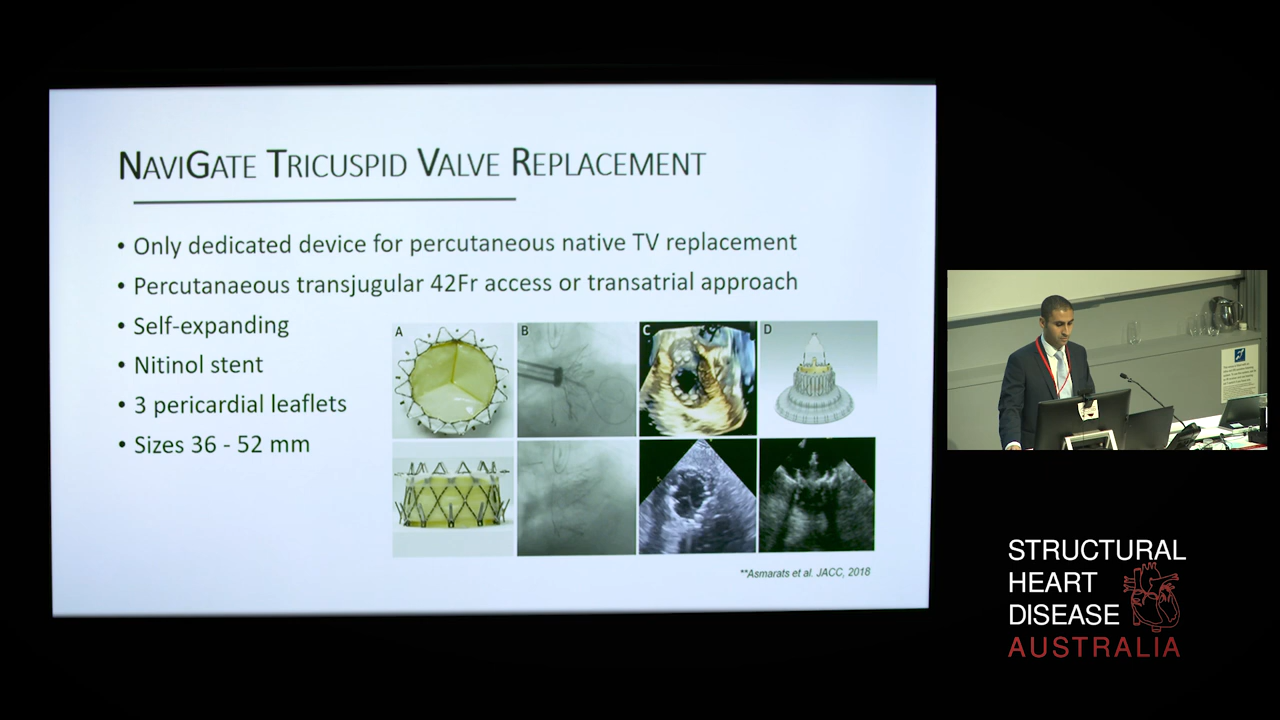 NAVIGATE TRICUSPID VALVE REPLACEMENT
• Only dedicated device for percutaneous native TV replacement
• Percutanaeous transjugular 42Fr access or transatrial approach
• Self-expanding
• Nitinol stent
• 3 pericardial leaflets
• Sizes 36 - 52 mm
A
B
C
D
**Asmarats et al. JACC, 2018
STRUCTURAL
HEART
DISEASE
AUSTRALIA